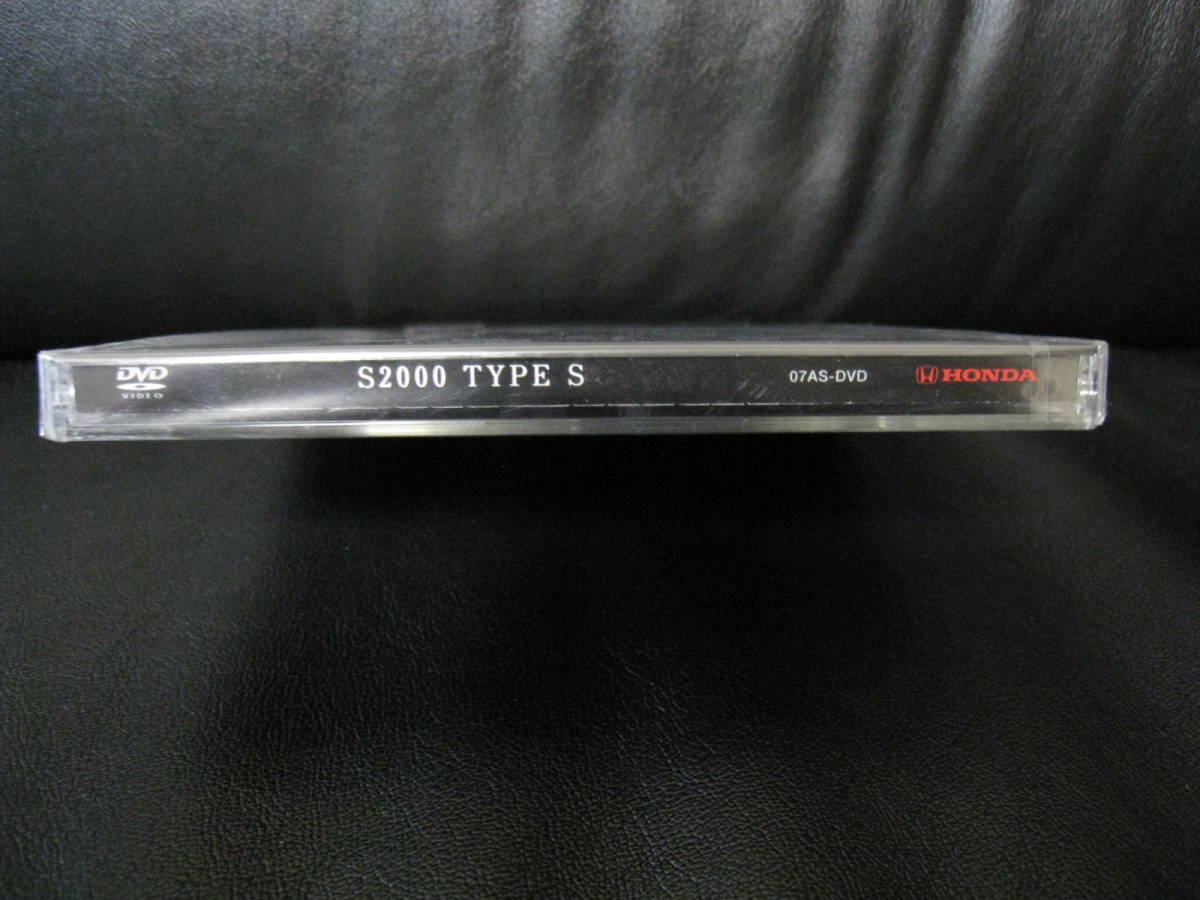 DVD
VIDEO
S2000 TYPE S
07AS-DVD
HONDA